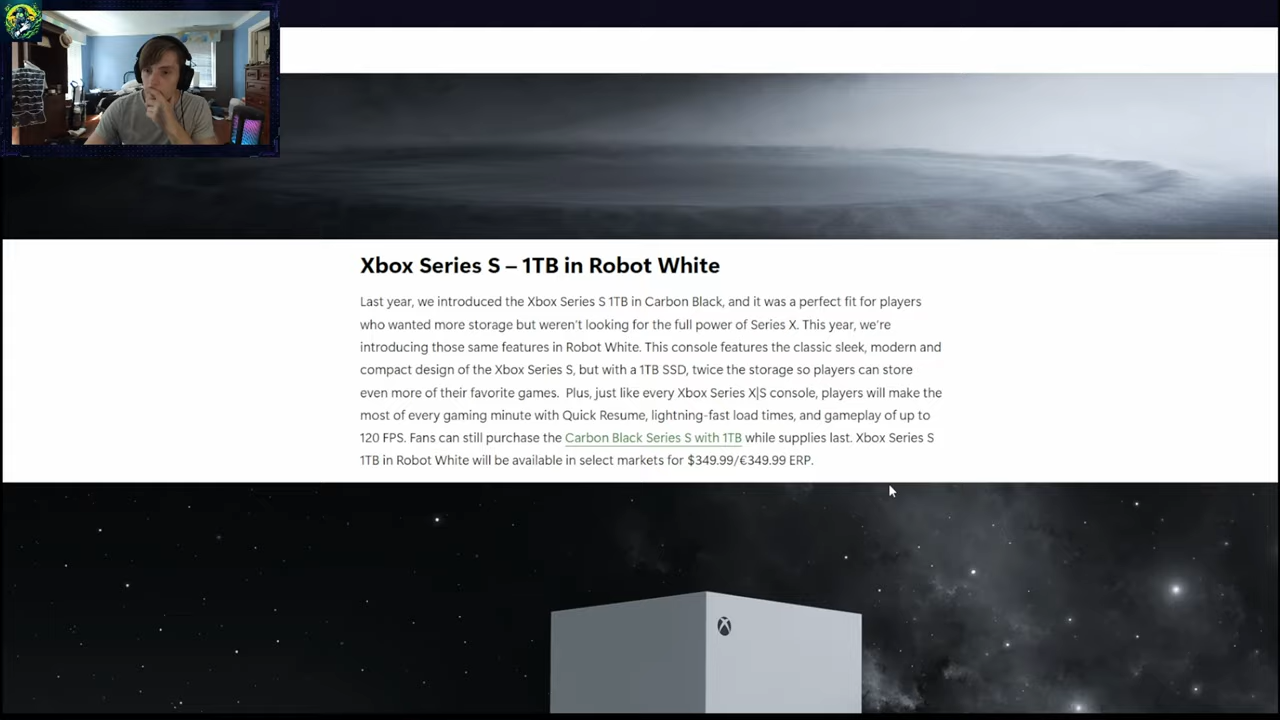 Xbox Series S – 1TB in Robot White
Last year, we introduced the Xbox Series S 1TB in Carbon Black, and it was a perfect fit for players
who wanted more storage but weren't looking for the full power of Series X. This year, we're
introducing those same features in Robot White. This console features the classic sleek, modern and
compact design of the Xbox Series S, but with a 1TB SSD, twice the storage so players can store
even more of their favorite games.  Plus, just like every Xbox Series X|S console, players will make the
most of every gaming minute with Quick Resume, lightning-fast load times, and gameplay of up to
120 FPS. Fans can still purchase the Carbon Black Series S with 1TB while supplies last. Xbox Series S
1TB in Robot White will be available in select markets for $349.99/€349.99 ERP.